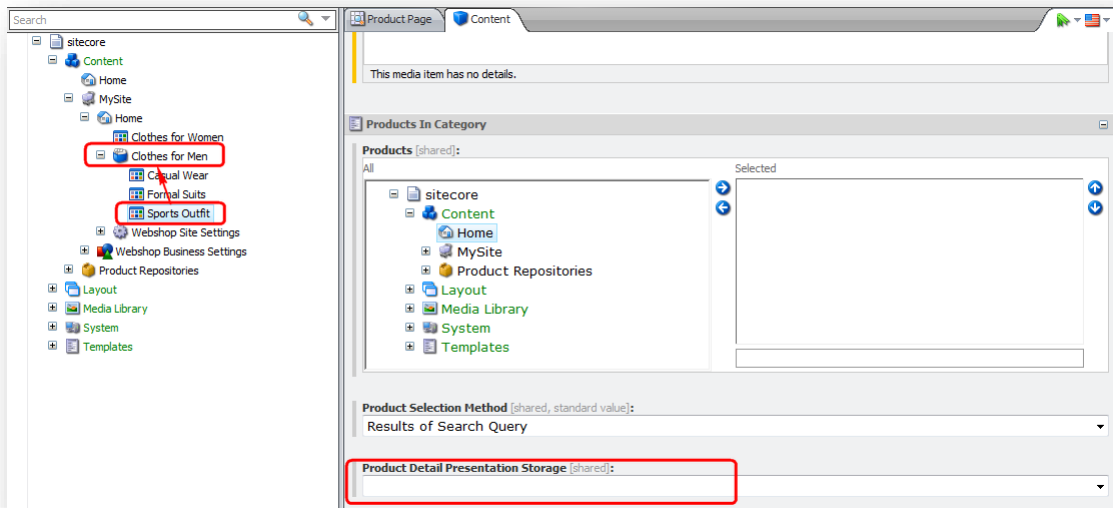 Search
sitecore
Content
Home
MySite
Home
Clothes for Women
Clothes for Men
Casual Wear
Formal Suits
Sports Outfit
Webshop Site Settings
Webshop Business Settings
Product Repositories
Layout
Media Library
System
Templates
Product Page
Content
This media item has no details.
Products In Category
Products [shared]:
All
Selected
sitecore
Content
Home
MySite
Product Repositories
Layout
Media Library
System
Templates
Product Selection Method [shared, standard value]:
Results of Search Query
Product Detail Presentation Storage [shared]: